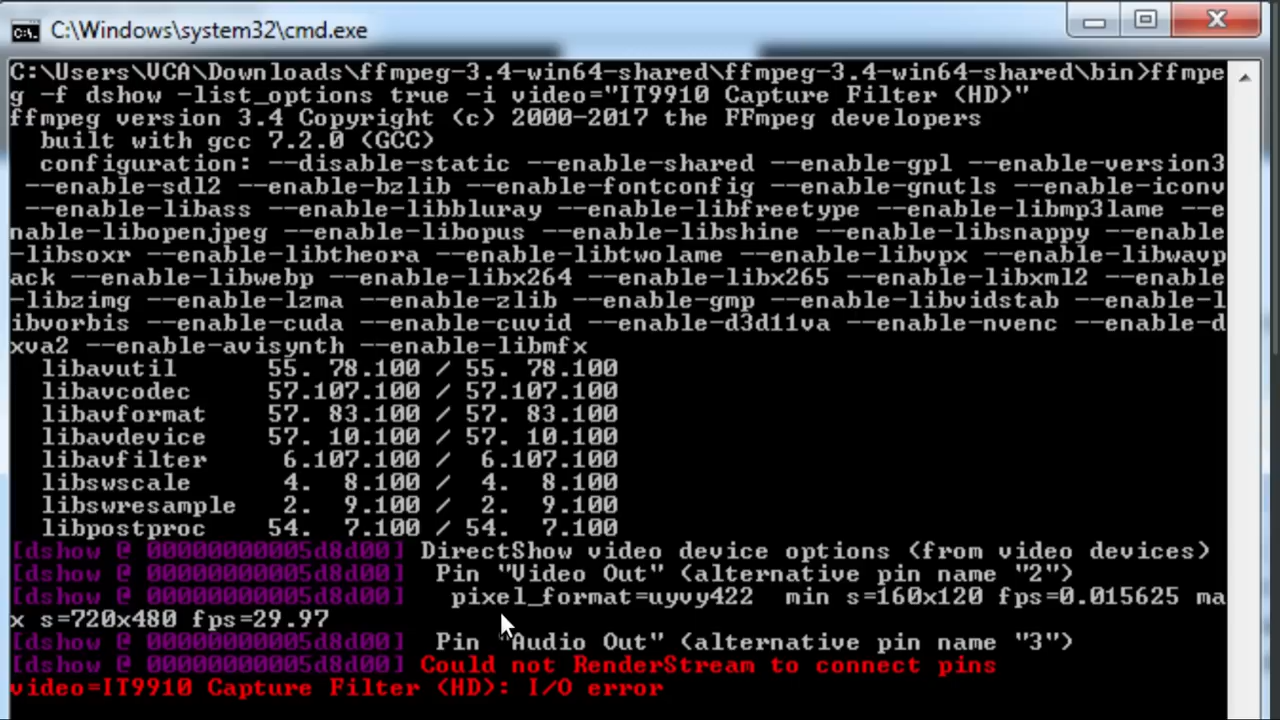 C:\Windows\system32\cmd.exe
C:\Users\VCA\Downloads\ffmpeg-3.4-win64-shared\ffmpeg-3.4-win64-shared\bin>ffmpe
g -f dshow -list_options true -i video="IT9910 Capture Filter (HD)"
ffmpeg version 3.4 Copyright (c) 2000-2017 the FFmpeg developers
  built with gcc 7.2.0 (GCC)
  configuration: --disable-static --enable-shared --enable-gpl --enable-version3
 --enable-sdl2 --enable-bzlib --enable-fontconfig --enable-gnutls --enable-iconv
 --enable-libass --enable-libbluray --enable-libfreetype --enable-libmp3lame --e
nable-libopenjpeg --enable-libopus --enable-libshine --enable-libsnappy --enable
-libsoxr --enable-libtheora --enable-libtwolame --enable-libvpx --enable-libwavp
ack --enable-libwebp --enable-libx264 --enable-libx265 --enable-libxml2 --enable
-libzimg --enable-lzma --enable-zlib --enable-gmp --enable-libvidstab --enable-l
ibvorbis --enable-cuda --enable-cuvid --enable-d3d11va --enable-nvenc --enable-d
xva2 --enable-avisynth --enable-libmfx
  libavutil      55. 78.100 / 55. 78.100
  libavcodec     57.107.100 / 57.107.100
  libavformat    57. 83.100 / 57. 83.100
  libavdevice    57. 10.100 / 57. 10.100
  libavfilter     6.107.100 /  6.107.100
  libswscale      4.  8.100 /  4.  8.100
  libswresample   2.  9.100 /  2.  9.100
  libpostproc    54.  7.100 / 54.  7.100
[dshow @ 00000000005d8d00] DirectShow video device options (from video devices)
[dshow @ 00000000005d8d00]  Pin "Video Out" (alternative pin name "2")
[dshow @ 00000000005d8d00]   pixel_format=uyvy422  min s=160x120 fps=0.015625 ma
x s=720x480 fps=29.97
[dshow @ 00000000005d8d00]  Pin "Audio Out" (alternative pin name "3")
[dshow @ 00000000005d8d00] Could not RenderStream to connect pins
video=IT9910 Capture Filter (HD): I/O error